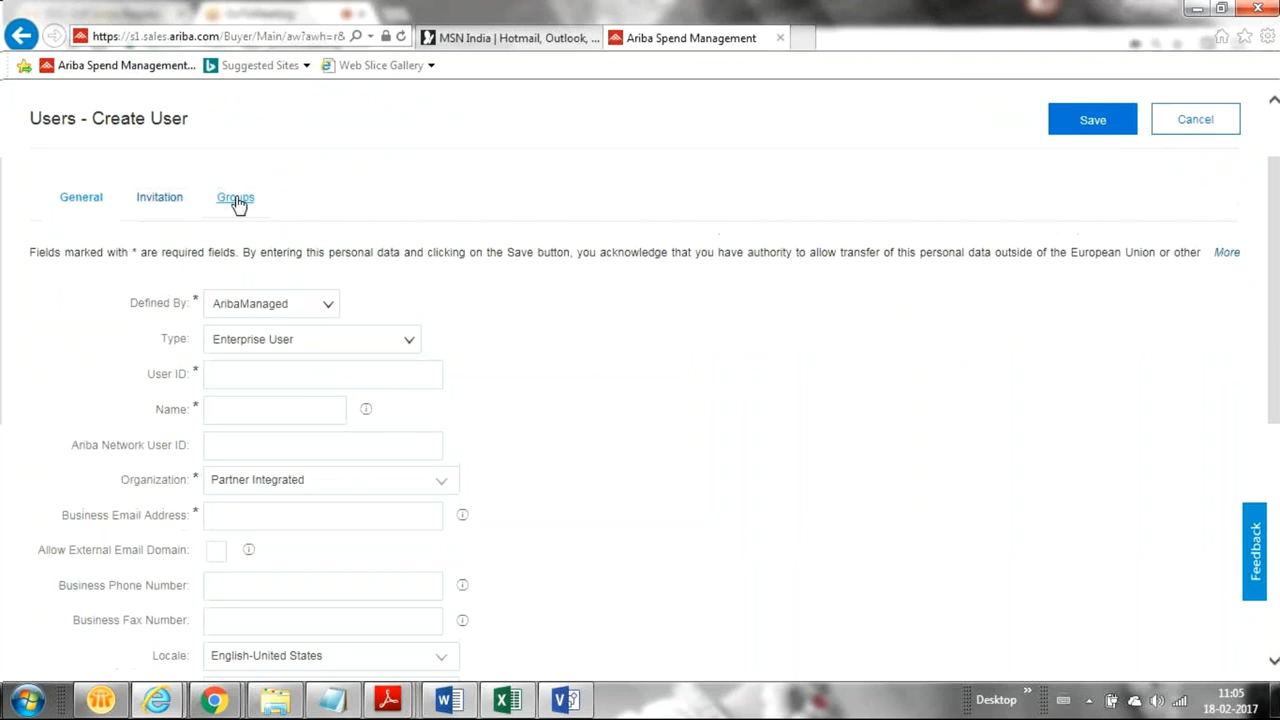 https://s1.sales.ariba.com/Buyer/Main/aw?awh=r&
MSN India | Hotmail, Outlook, ...
Ariba Spend Management
Ariba Spend Management...
Suggested Sites
Web Slice Gallery
Users - Create User
Save
Cancel
General
Invitation
Groups
Fields marked with * are required fields. By entering this personal data and clicking on the Save button, you acknowledge that you have authority to allow transfer of this personal data outside of the European Union or other
More
Defined By: *
AribaManaged
Type:
Enterprise User
User ID: *
Name: *
Ariba Network User ID:
Organization: *
Partner Integrated
Business Email Address: *
Allow External Email Domain:
Business Phone Number:
Business Fax Number:
Locale:
English-United States
Feedback
Desktop
11:05
18-02-2017